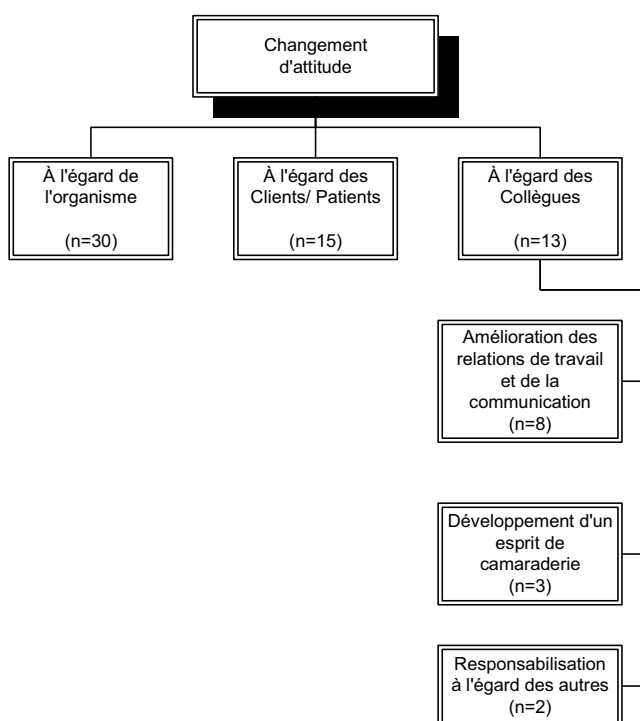 Changement
d'attitude
À l'égard de
l'organisme
(n=30)
À l'égard des
Clients/ Patients
(n=15)
À l'égard des
Collègues
(n=13)
Amélioration des
relations de travail
et de la
communication
(n=8)
Développement d'un
esprit de
camaraderie
(n=3)
Responsabilisation
à l'égard des autres
(n=2)